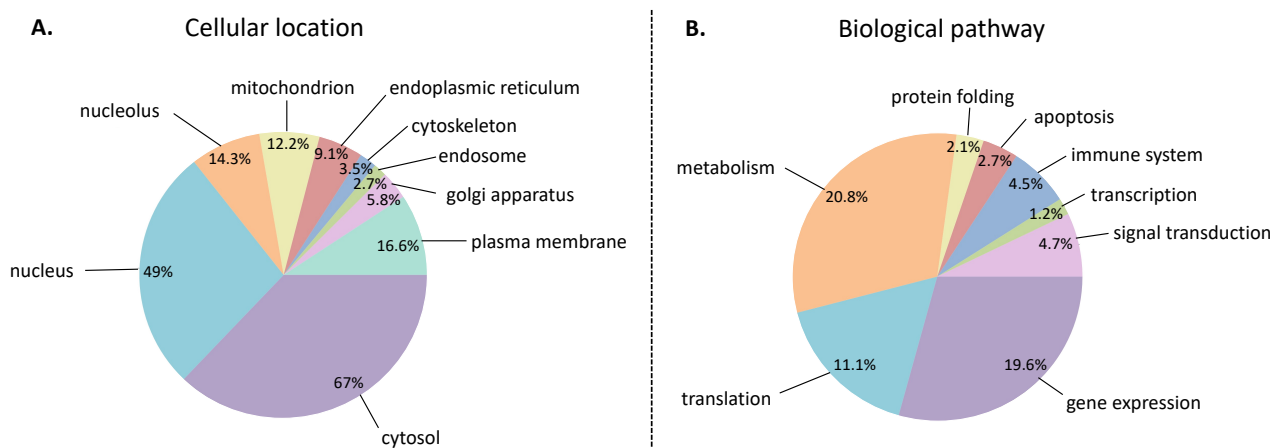 A.
Cellular location
mitochondrion
endoplasmic reticulum
nucleolus
cytoskeleton
endosome
golgi apparatus
plasma membrane
nucleus
cytosol
12.2%
9.1%
14.3%
3.5%
2.7%
5.8%
16.6%
49%
67%
B.
Biological pathway
protein folding
apoptosis
metabolism
immune system
transcription
signal transduction
translation
gene expression
2.1%
2.7%
20.8%
4.5%
1.2%
4.7%
11.1%
19.6%